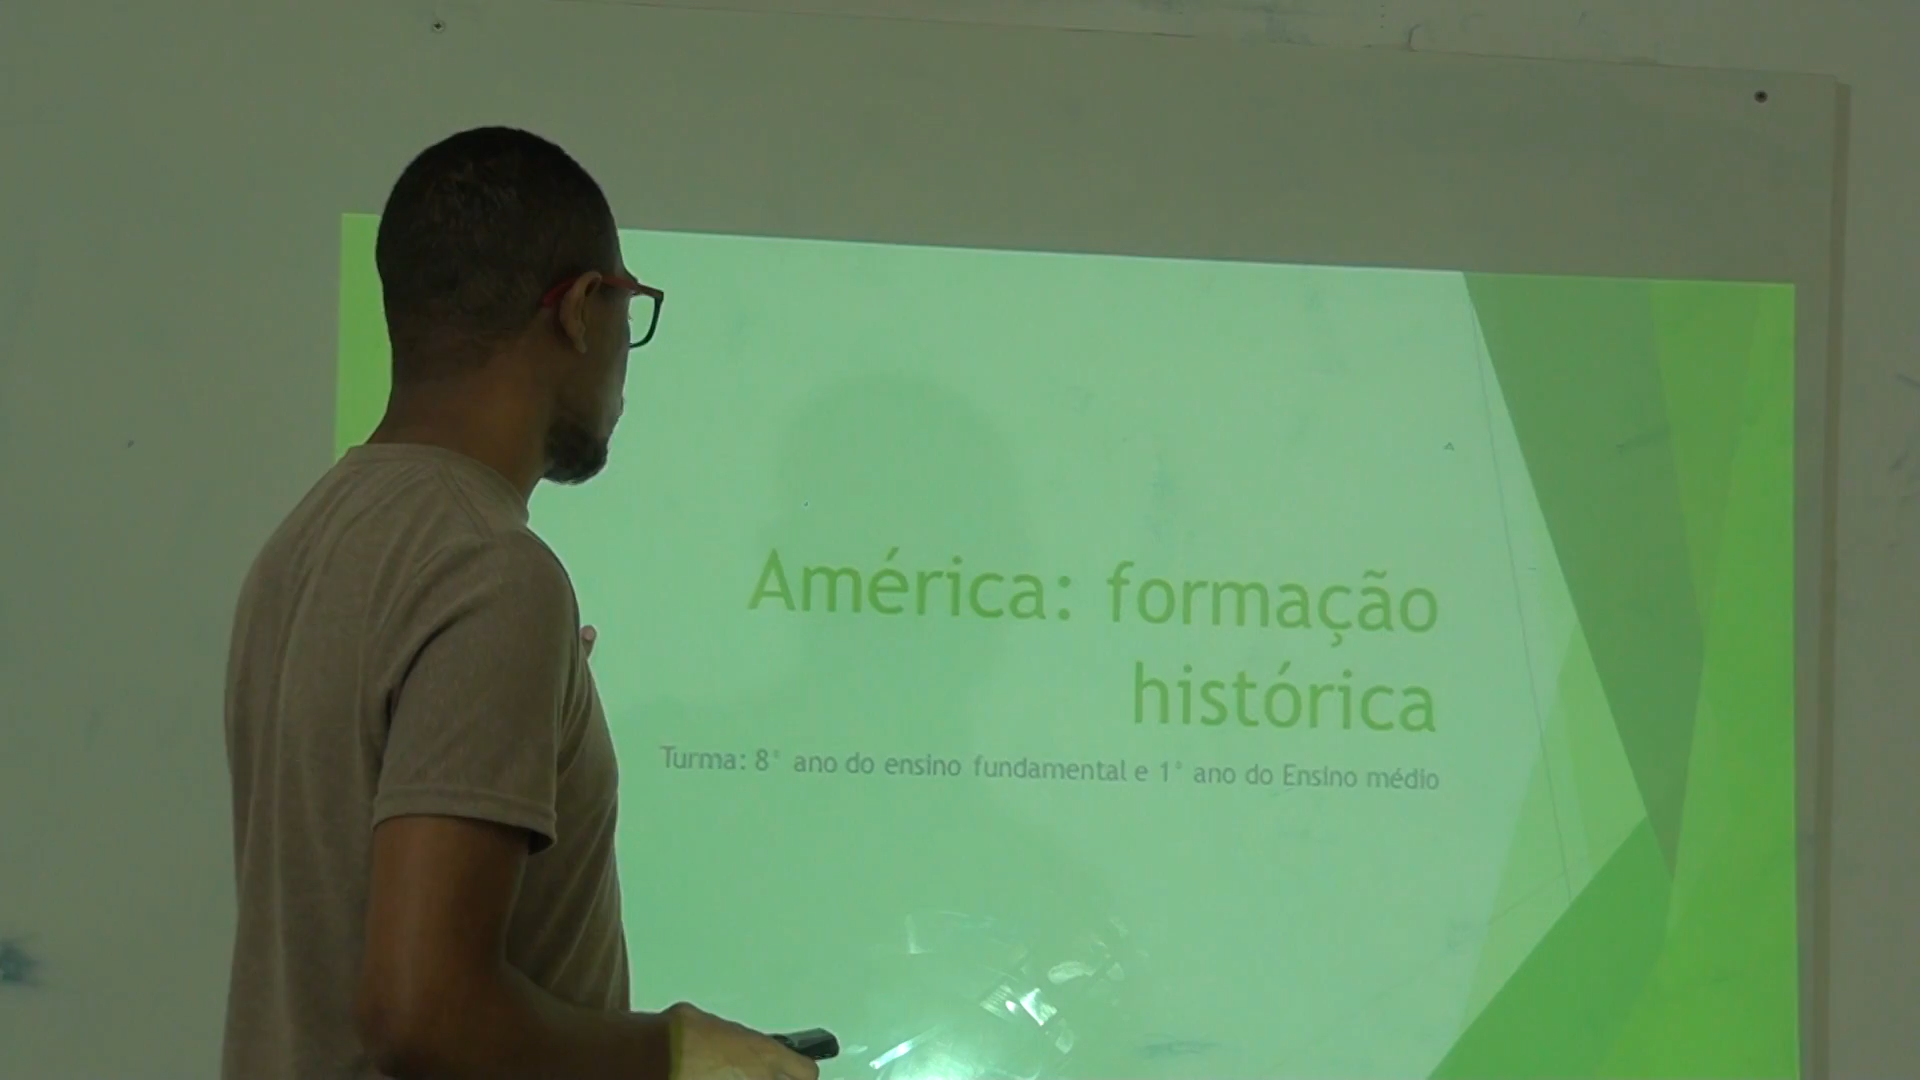 América: formação
histórica
Turma: 8° ano do ensino fundamental e 1° ano do Ensino médio